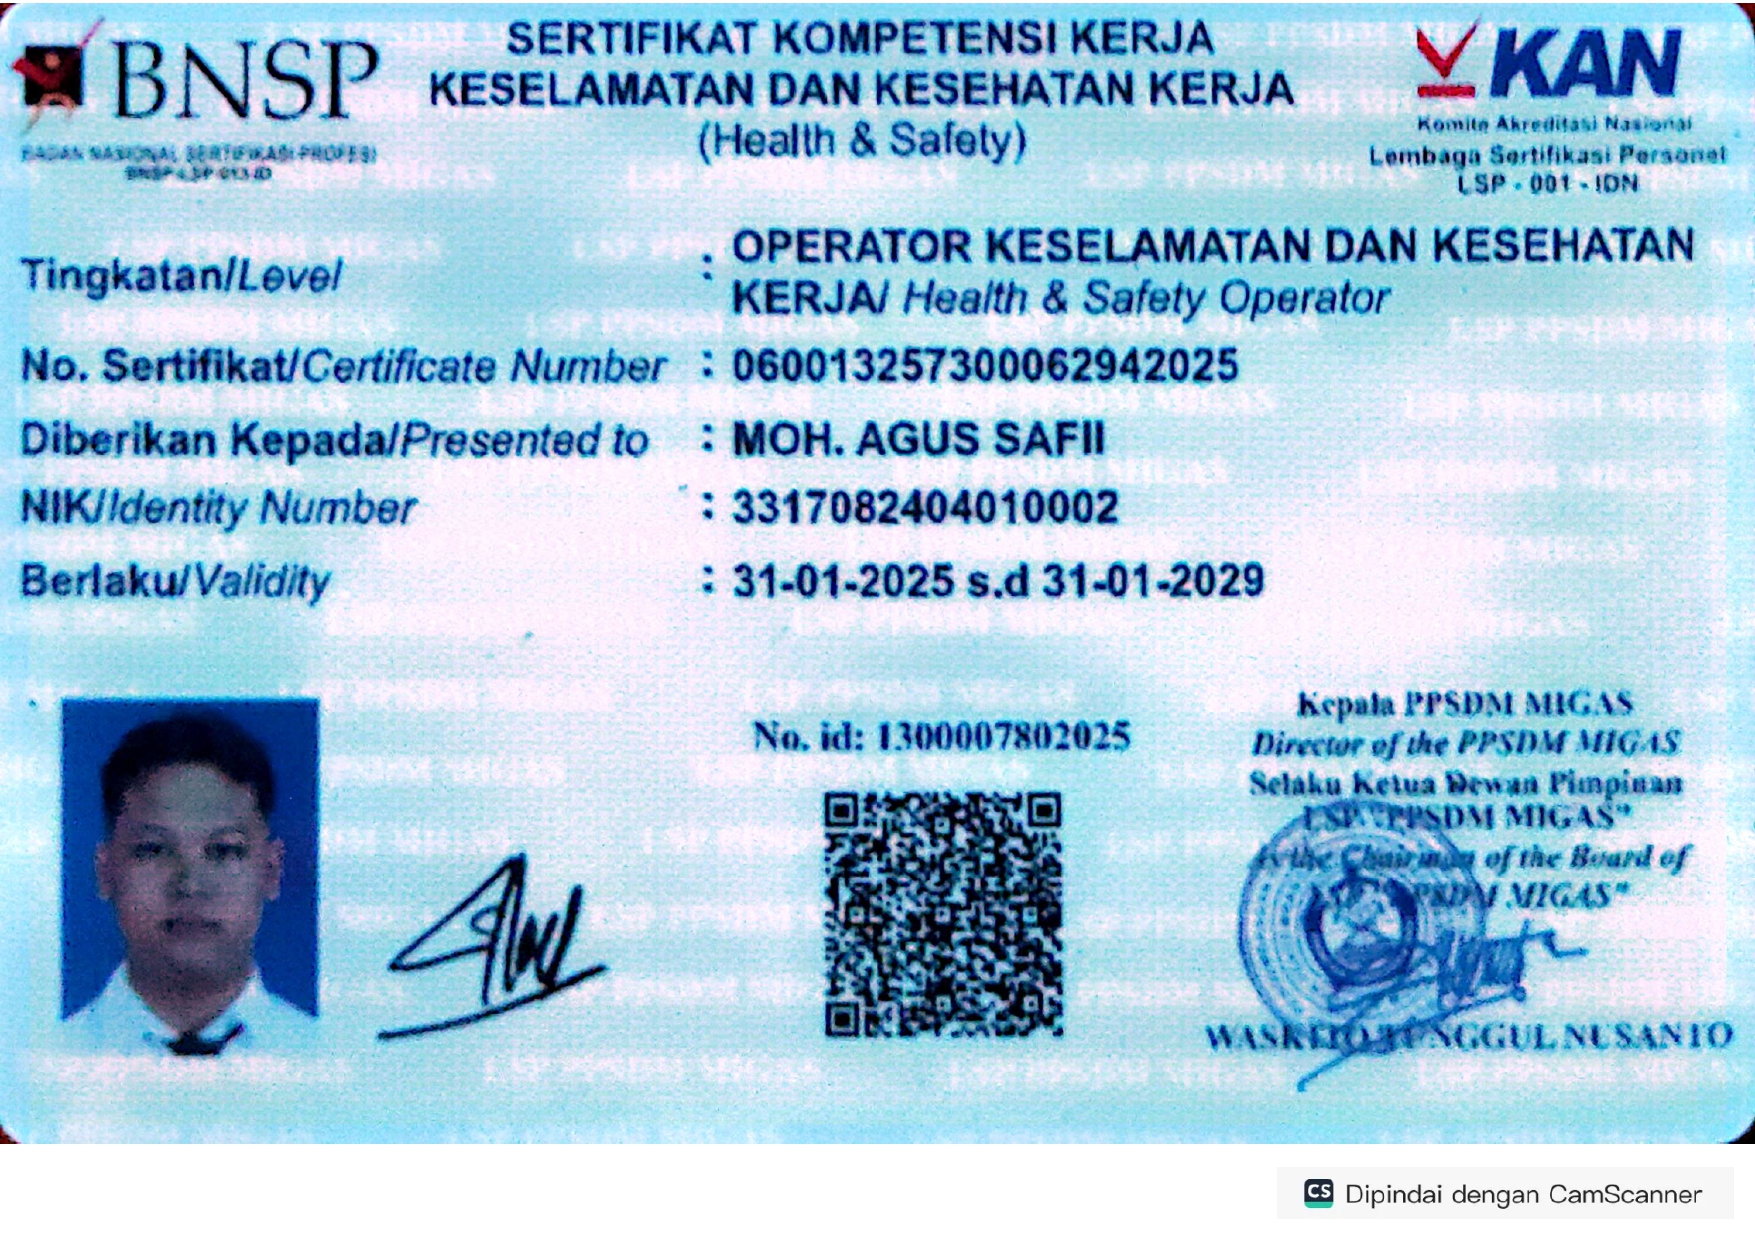 BNSP
BADAN NASIONAL SERTIFIKASI PROFESI
BNSP-LSP-013-ID
SERTIFIKAT KOMPETENSI KERJA
KESELAMATAN DAN KESEHATAN KERJA
(Health & Safety)
KAN
Komite Akreditasi Nasional
Lembaga Sertifikasi Personel
LSP - 001 - IDN
Tingkatan/Level : OPERATOR KESELAMATAN DAN KESEHATAN
KERJA/ Health & Safety Operator
No. Sertifikat/Certificate Number : 060013257300062942025
Diberikan Kepada/Presented to : MOH. AGUS SAFII
NIK/Identity Number : 3317082404010002
Berlaku/Validity : 31-01-2025 s.d 31-01-2029
No. id: 1300007802025
Kepala PPSDM MIGAS
Director of the PPSDM MIGAS
Selaku Ketua Dewan Pimpinan
LSP "PPSDM MIGAS"
As the Chairman of the Board of
"PPSDM MIGAS"
WASKITO TUNGGUL NUSANTO
CS Dipindai dengan CamScanner